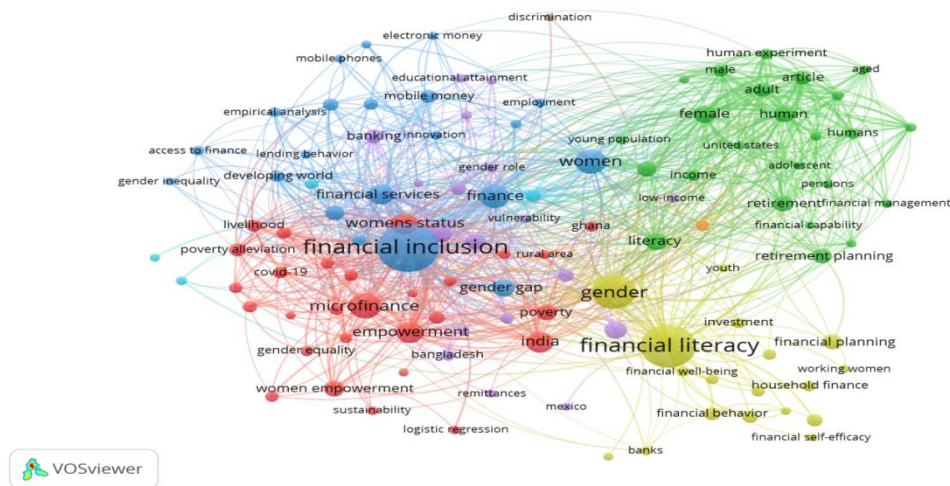 discrimination
electronic money
human experiment
mobile phones
male
aged
article
educational attainment
adult
mobile money
employment
female
human
empirical analysis
banking
innovation
young population
humans
united states
access to finance
lending behavior
women
gender role
adolescent
developing world
income
gender inequality
pensions
financial services
finance
low-income
retirement
financial management
womens status
vulnerability
livelihood
ghana
financial capability
financial inclusion
literacy
poverty alleviation
rural area
retirement planning
covid-19
youth
gender gap
gender
microfinance
poverty
empowerment
investment
india
financial literacy
financial planning
gender equality
bangladesh
financial well-being
working women
women empowerment
household finance
remittances
mexico
sustainability
financial behavior
logistic regression
financial self-efficacy
banks
VOSviewer